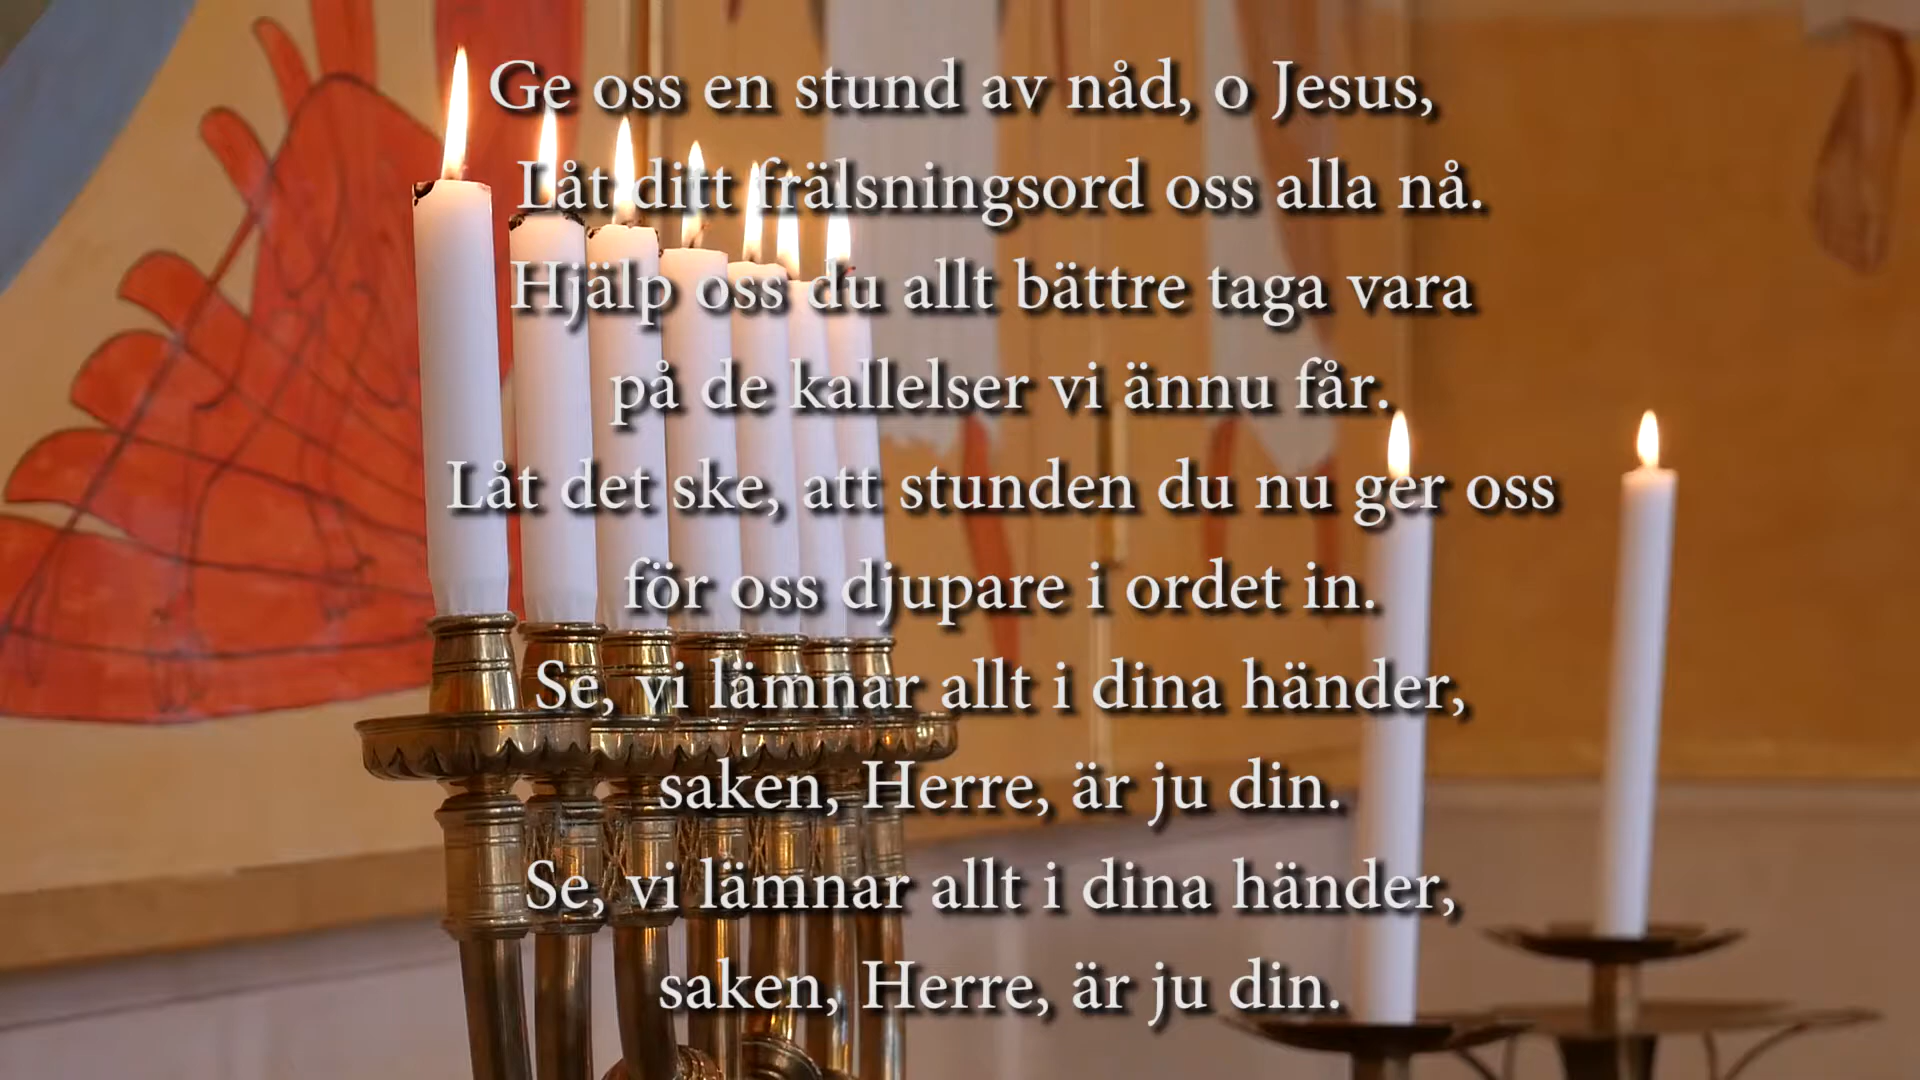 Ge oss en stund av nåd, o Jesus,
Låt ditt frälsningsord oss alla nå.
Hjälp oss du allt bättre taga vara
på de kallelser vi ännu får.
Låt det ske, att stunden du nu ger oss
för oss djupare i ordet in.
Se, vi lämnar allt i dina händer,
saken, Herre, är ju din.
Se, vi lämnar allt i dina händer,
saken, Herre, är ju din.